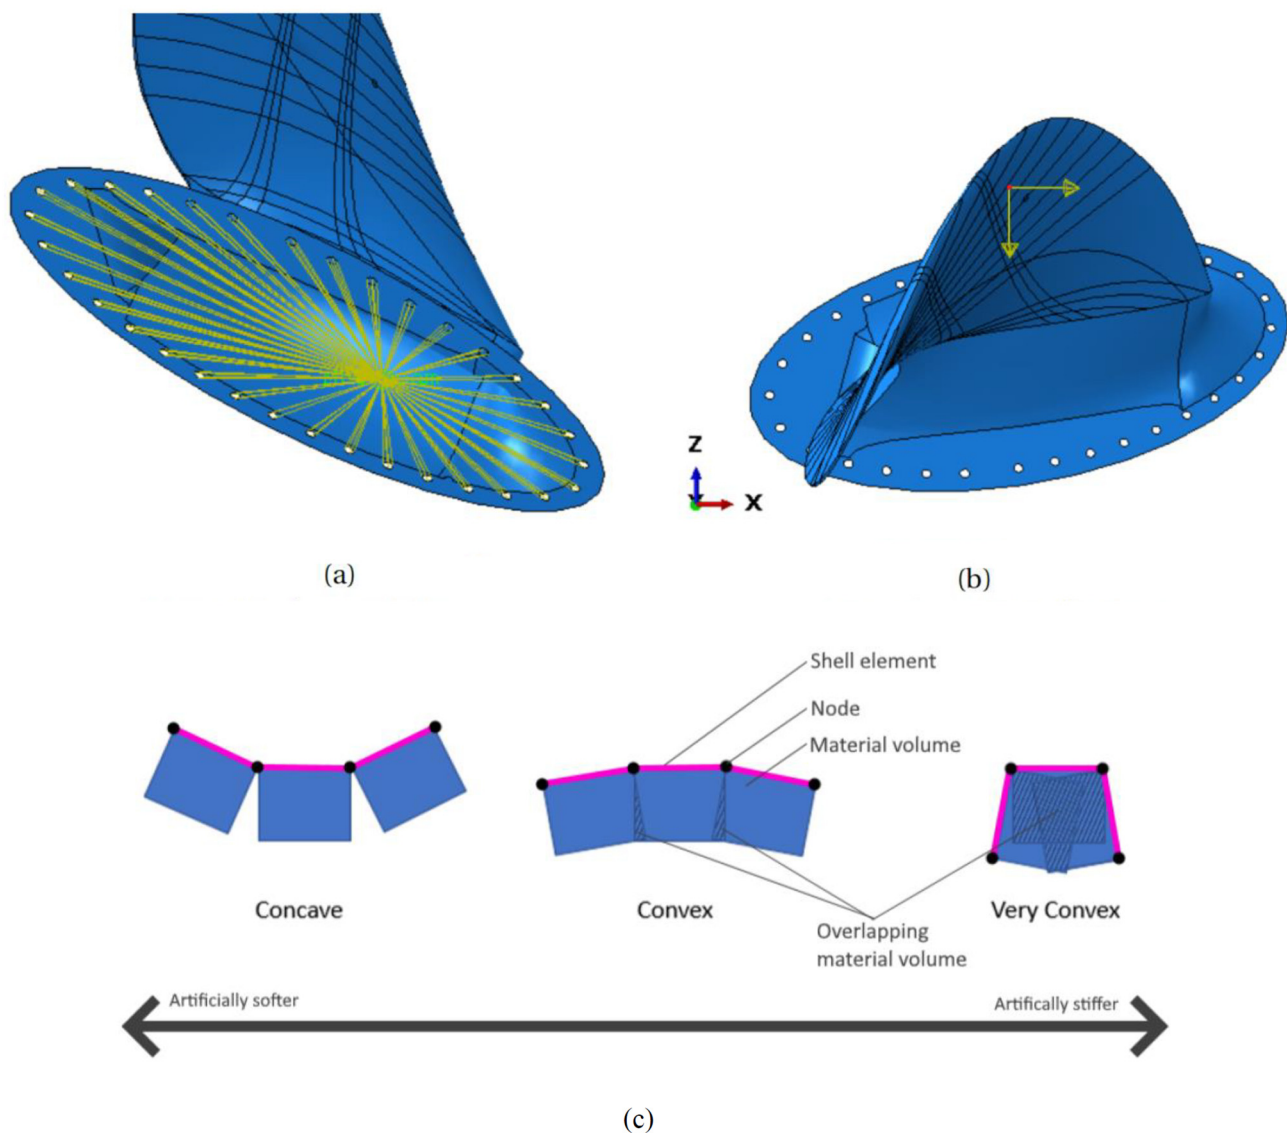 Z
Y
X
(a)
(b)
Shell element
Node
Material volume
Concave
Convex
Very Convex
Overlapping
material volume
Artificially softer
Artifically stiffer
(c)